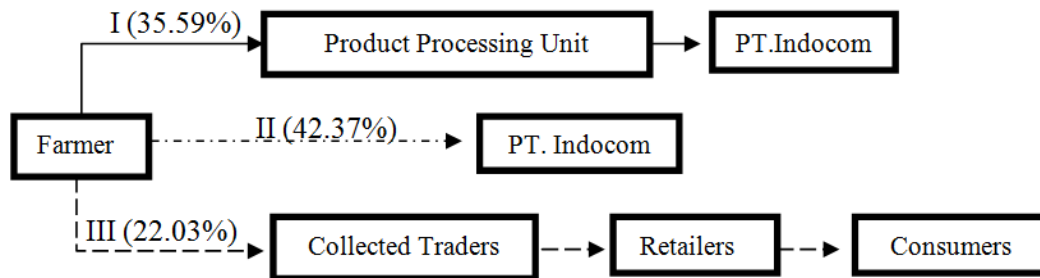 I (35.59%)
Product Processing Unit
PT.Indocom
Farmer
II (42.37%)
PT. Indocom
III (22.03%)
Collected Traders
Retailers
Consumers